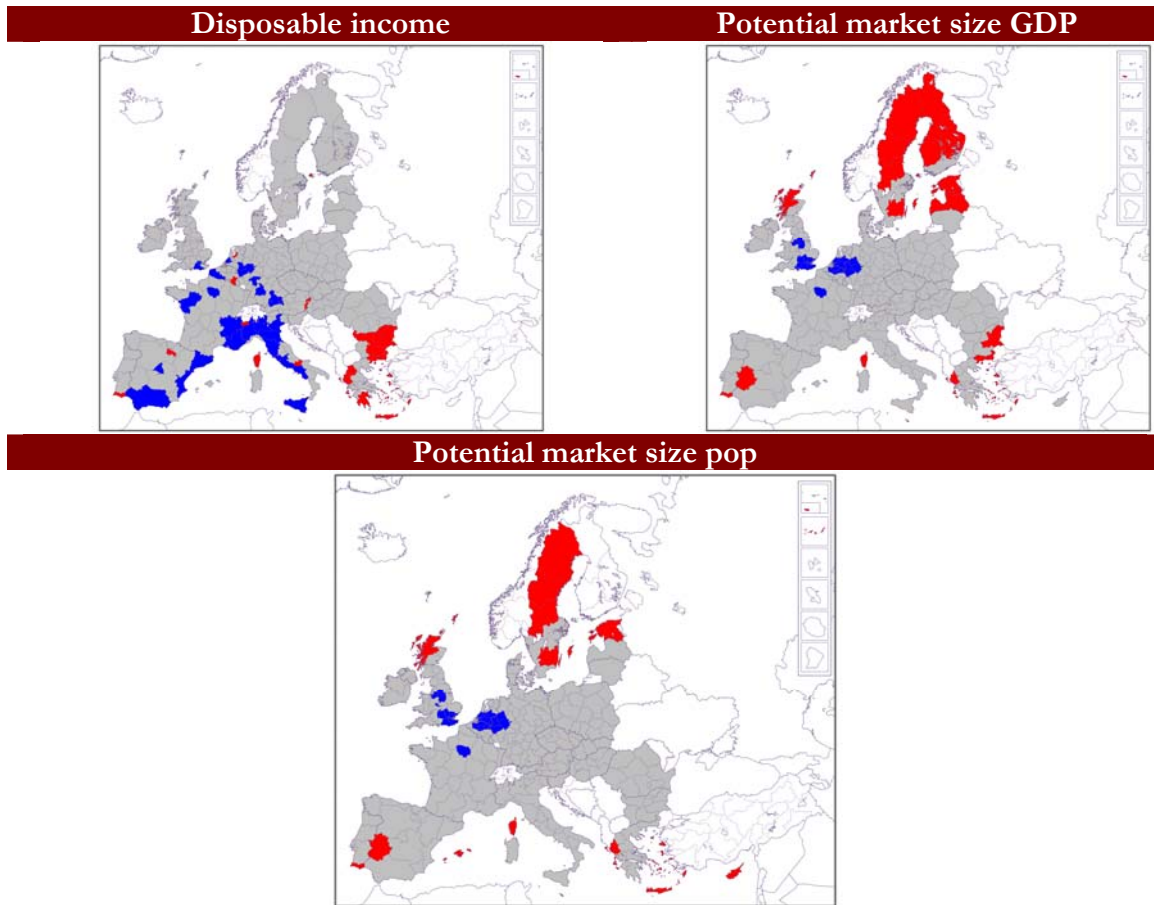 Disposable income
Potential market size GDP
Potential market size pop